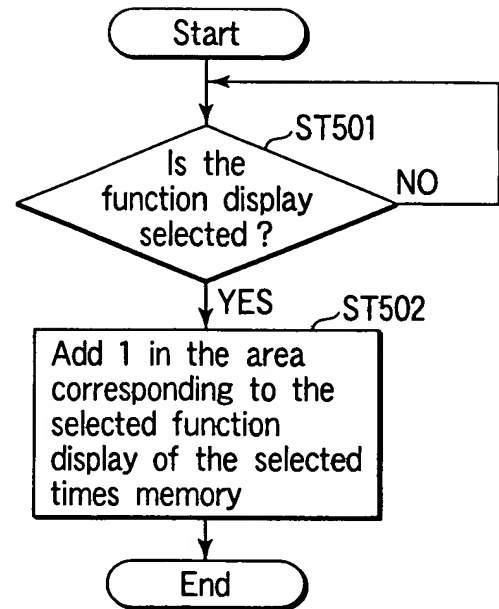 Start
ST501
Is the
function display
selected ?
NO
YES
ST502
Add 1 in the area
corresponding to the
selected function
display of the selected
times memory
End